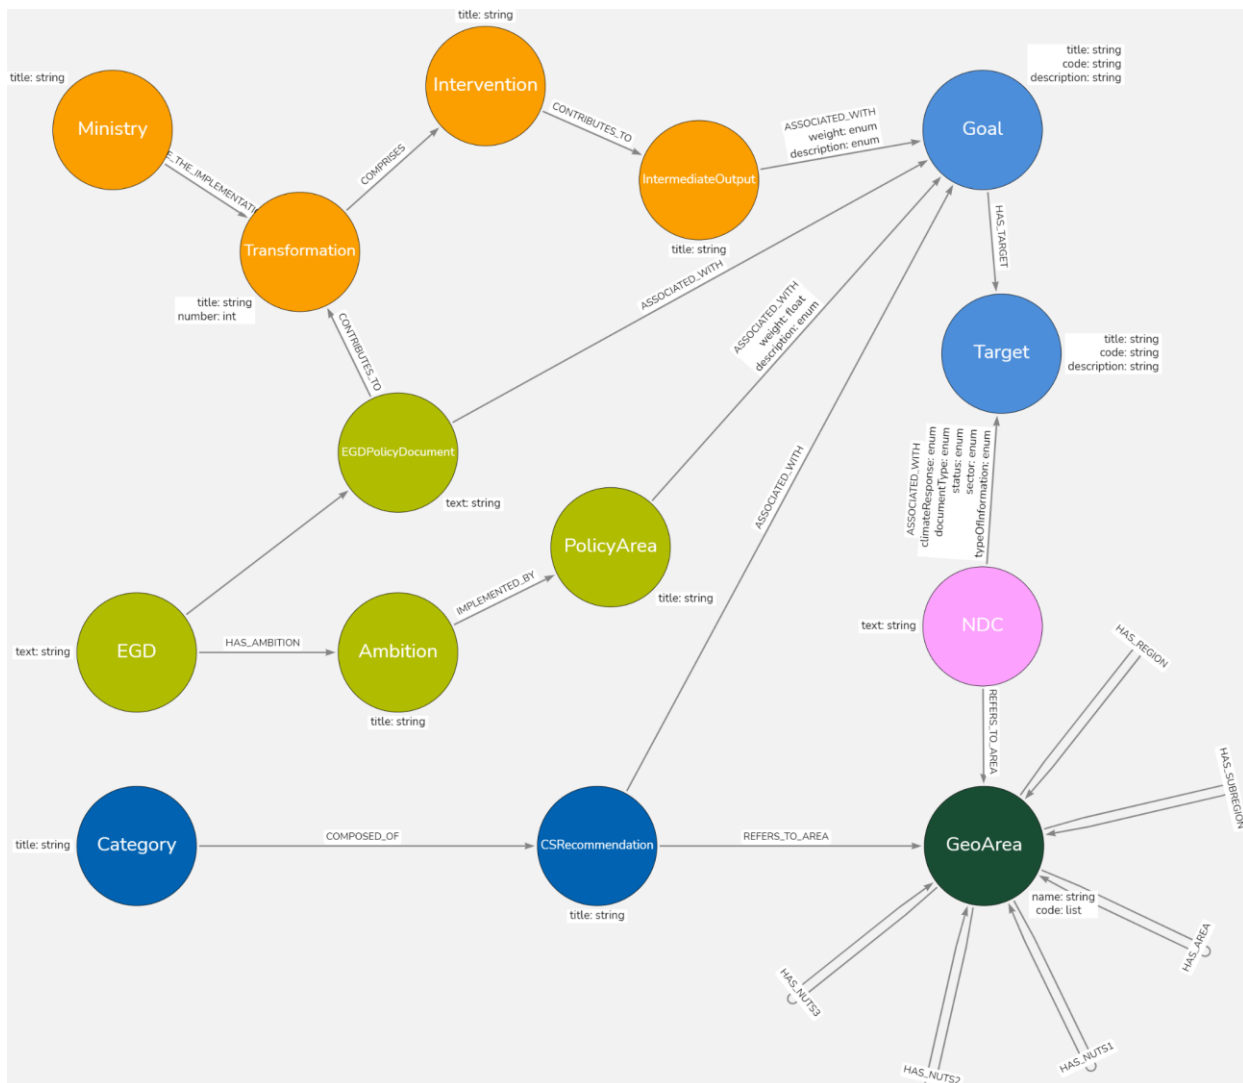 title: string
Intervention
title: string
Ministry
CONTRIBUTES_TO
title: string
code: string
description: string
Goal
ASSOCIATED_WITH
weight: enum
description: enum
E_THE_IMPLEMENTATIO
COMPRISES
IntermediateOutput
title: string
Transformation
title: string
number: int
HAS_TARGET
ASSOCIATED_WITH
ASSOCIATED_WITH
weight: float
description: enum
CONTRIBUTES_TO
Target
title: string
code: string
description: string
EGDPolicyDocument
text: string
ASSOCIATED_WITH
ASSOCIATED_WITH
climateResponse: enum
documentType: enum
status: enum
sector: enum
typeOfInformation: enum
PolicyArea
title: string
IMPLEMENTED_BY
text: string
EGD
HAS_AMBITION
Ambition
title: string
text: string
NDC
HAS_REGION
REFERS_TO_AREA
HAS_SUBREGION
title: string
Category
COMPOSED_OF
CSRecommendation
title: string
REFERS_TO_AREA
GeoArea
name: string
code: list
HAS_AREA
HAS_NUTS3
HAS_NUTS2
HAS_NUTS1